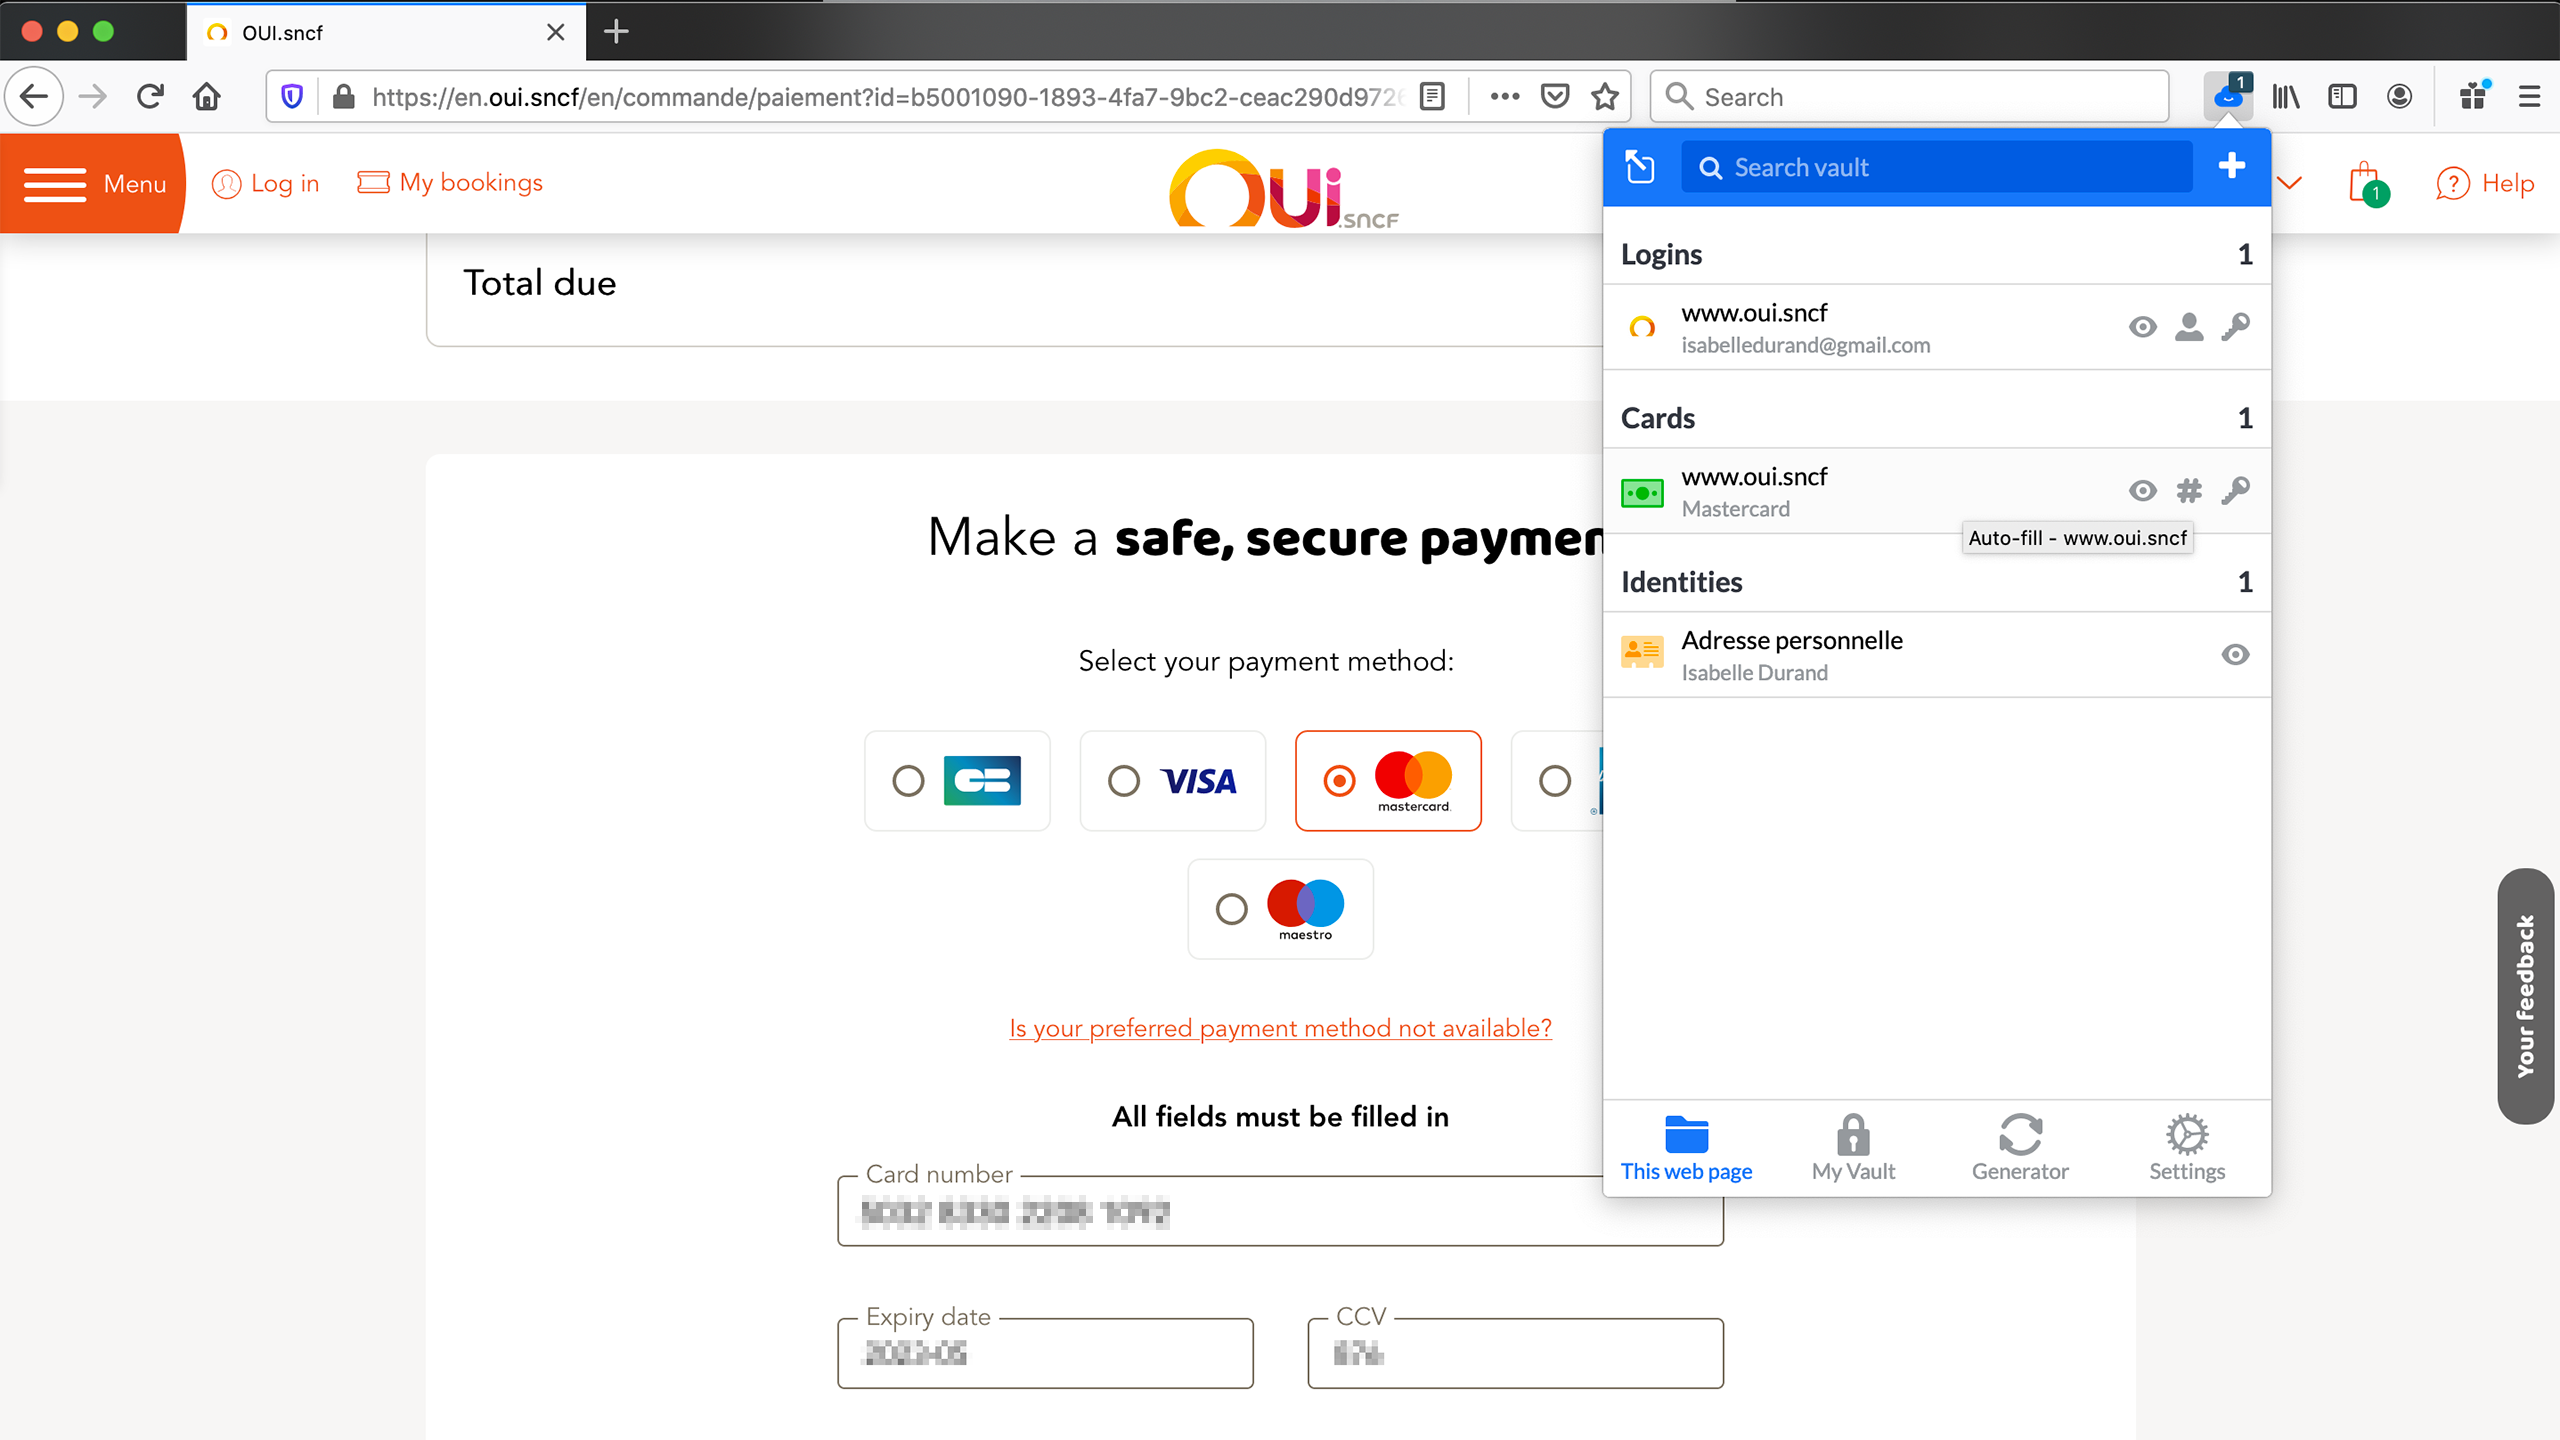 OUI.sncf
https://en.oui.sncf/en/commande/paiement?id=b5001090-1893-4fa7-9bc2-ceac290d972
Search
1
Menu
Log in
My bookings
OUi.sncf
1
Help
Total due
Make a safe, secure paymen
Select your payment method:
CB
VISA
mastercard.
maestro
Is your preferred payment method not available?
All fields must be filled in
Card number
Expiry date
CCV
Search vault
Logins
1
www.oui.sncf
isabelledurand@gmail.com
Cards
1
www.oui.sncf
Mastercard
Auto-fill - www.oui.sncf
Identities
1
Adresse personnelle
Isabelle Durand
This web page
My Vault
Generator
Settings
Your feedback